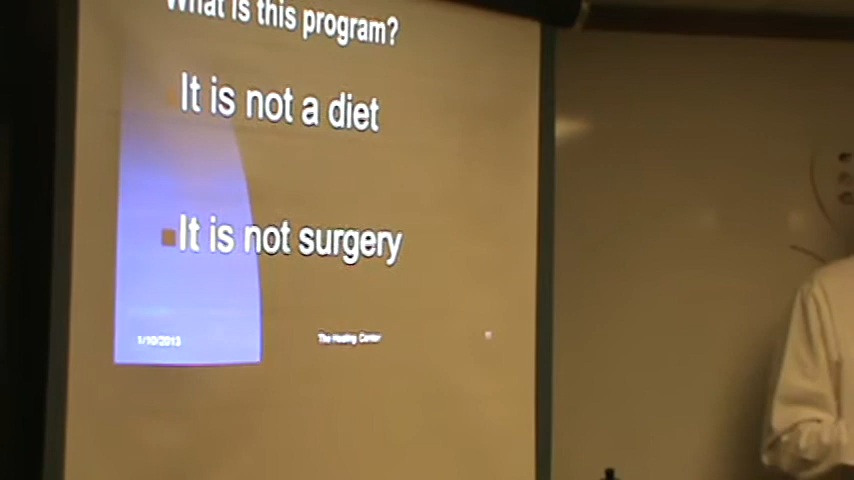 What is this program?
It is not a diet
It is not surgery
1/10/2013
The Healing Center